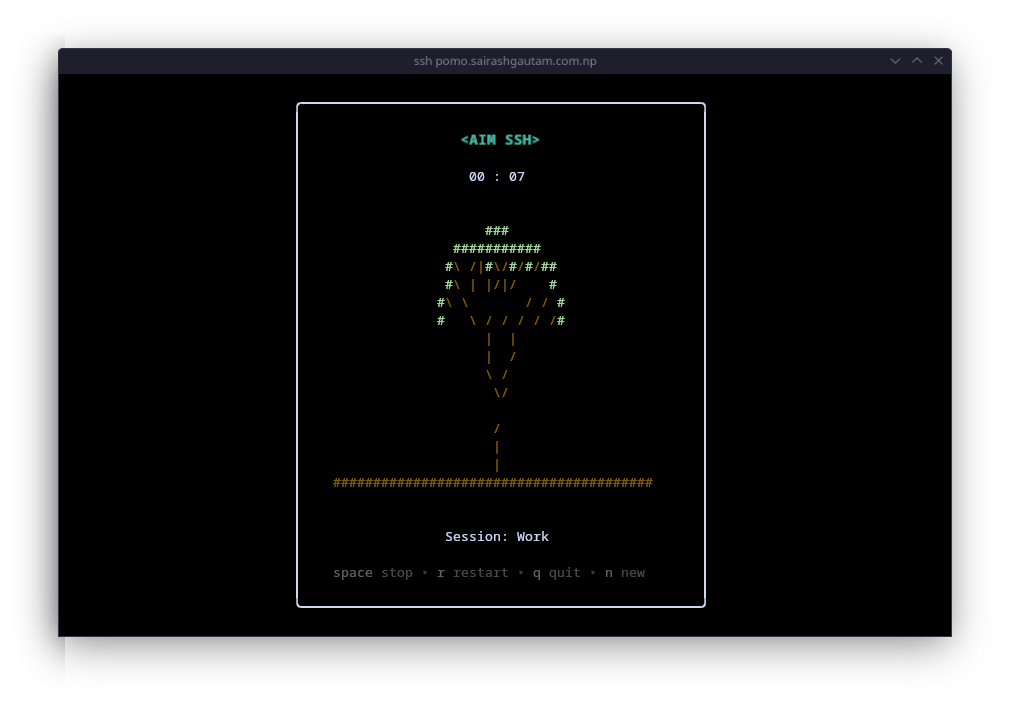 ssh pomo.sairashgautam.com.np
<AIM SSH>
00 : 07
###
###########
#\ /|#\/#/#/##
#\ | |/|/    #
#\ \       / / #
#   \ / / / / /#
|  |
|  /
\ /
\/
/
|
|
########################################
Session: Work
space stop • r restart • q quit • n new